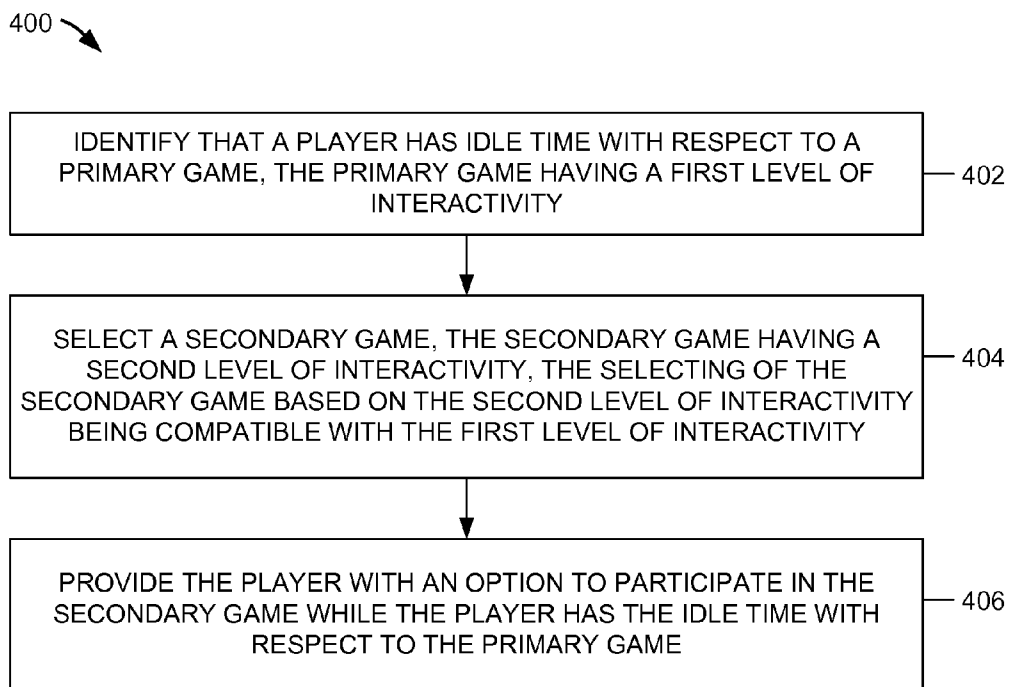 400
IDENTIFY THAT A PLAYER HAS IDLE TIME WITH RESPECT TO A
PRIMARY GAME, THE PRIMARY GAME HAVING A FIRST LEVEL OF
INTERACTIVITY
402
SELECT A SECONDARY GAME, THE SECONDARY GAME HAVING A
SECOND LEVEL OF INTERACTIVITY, THE SELECTING OF THE
SECONDARY GAME BASED ON THE SECOND LEVEL OF INTERACTIVITY
BEING COMPATIBLE WITH THE FIRST LEVEL OF INTERACTIVITY
404
PROVIDE THE PLAYER WITH AN OPTION TO PARTICIPATE IN THE
SECONDARY GAME WHILE THE PLAYER HAS THE IDLE TIME WITH
RESPECT TO THE PRIMARY GAME
406